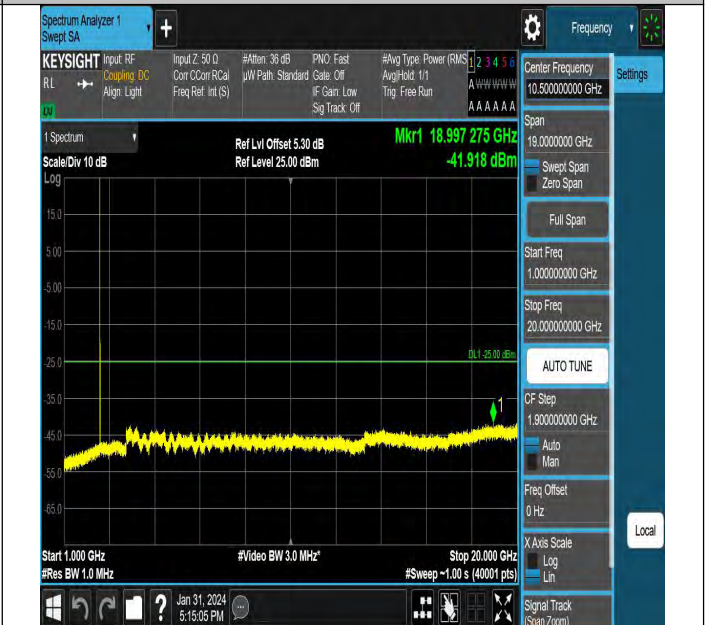 Spectrum Analyzer 1
Swept SA
+
Frequency
KEYSIGHT
RL
Input: RF
Coupling: DC
Align: Light
Input Z: 50 Ω
Corr CCorr RCal
Freq Ref: Int (S)
#Atten: 36 dB
µW Path: Standard
PNO: Fast
Gate: Off
IF Gain: Low
Sig Track: Off
#Avg Type: Power (RMS
Avg|Hold: 1/1
Trig: Free Run
1 2 3 4 5 6
A W W W W W
A A A A A A
1 Spectrum
Scale/Div 10 dB
Log
Ref Lvl Offset 5.30 dB
Ref Level 25.00 dBm
Mkr1 18.997 275 GHz
-41.918 dBm
15.0
5.00
-5.00
-15.0
-25.0
-35.0
-45.0
-55.0
-65.0
DL1 -25.00 dBm
1
Start 1.000 GHz
#Res BW 1.0 MHz
#Video BW 3.0 MHz*
Stop 20.000 GHz
#Sweep ~1.00 s (40001 pts)
Center Frequency
10.500000000 GHz
Settings
Span
19.0000000 GHz
Swept Span
Zero Span
Full Span
Start Freq
1.000000000 GHz
Stop Freq
20.000000000 GHz
AUTO TUNE
CF Step
1.900000000 GHz
Auto
Man
Freq Offset
0 Hz
X Axis Scale
Log
Lin
Local
Signal Track
(Span Zoom)
?
Jan 31, 2024
5:15:05 PM